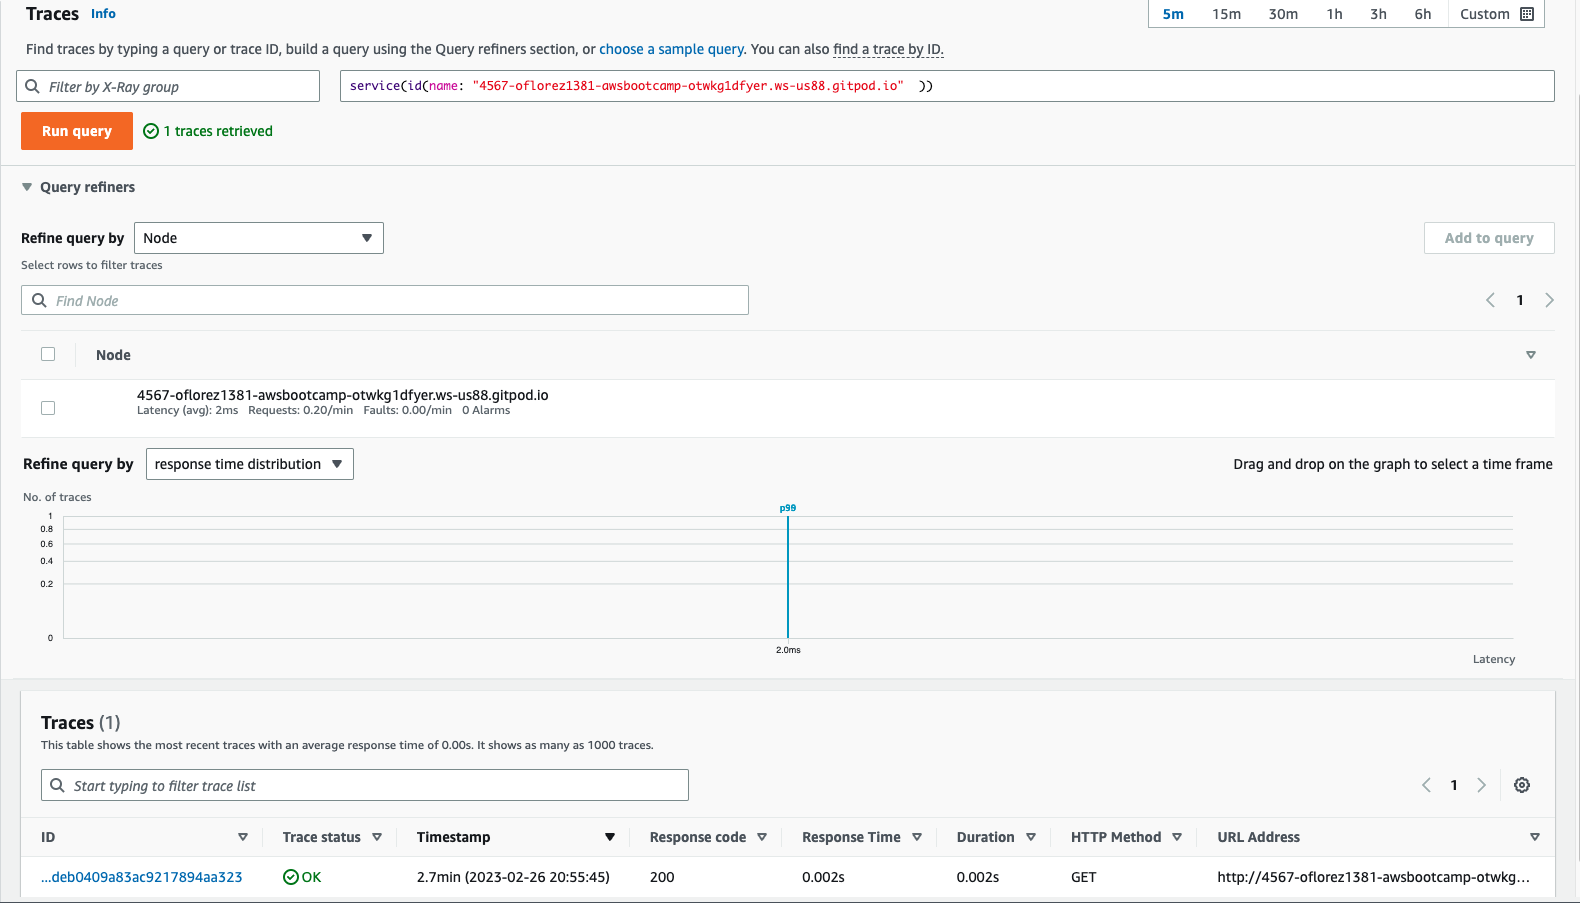 Traces Info
5m 15m 30m 1h 3h 6h Custom
Find traces by typing a query or trace ID, build a query using the Query refiners section, or choose a sample query. You can also find a trace by ID.
Filter by X-Ray group
service(id(name: "4567-oflorez1381-awsbootcamp-otwkg1dfyer.ws-us88.gitpod.io" ))
Run query
1 traces retrieved
Query refiners
Refine query by Node
Add to query
Select rows to filter traces
Find Node
1
Node
4567-oflorez1381-awsbootcamp-otwkg1dfyer.ws-us88.gitpod.io
Latency (avg): 2ms Requests: 0.20/min Faults: 0.00/min 0 Alarms
Refine query by response time distribution
Drag and drop on the graph to select a time frame
No. of traces
1
0.8
0.6
0.4
0.2
0
2.0ms
Latency
Traces (1)
This table shows the most recent traces with an average response time of 0.00s. It shows as many as 1000 traces.
Start typing to filter trace list
1
ID Trace status Timestamp Response code Response Time Duration HTTP Method URL Address
...deb0409a83ac9217894aa323 OK 2.7min (2023-02-26 20:55:45) 200 0.002s 0.002s GET http://4567-oflorez1381-awsbootcamp-otwkg...